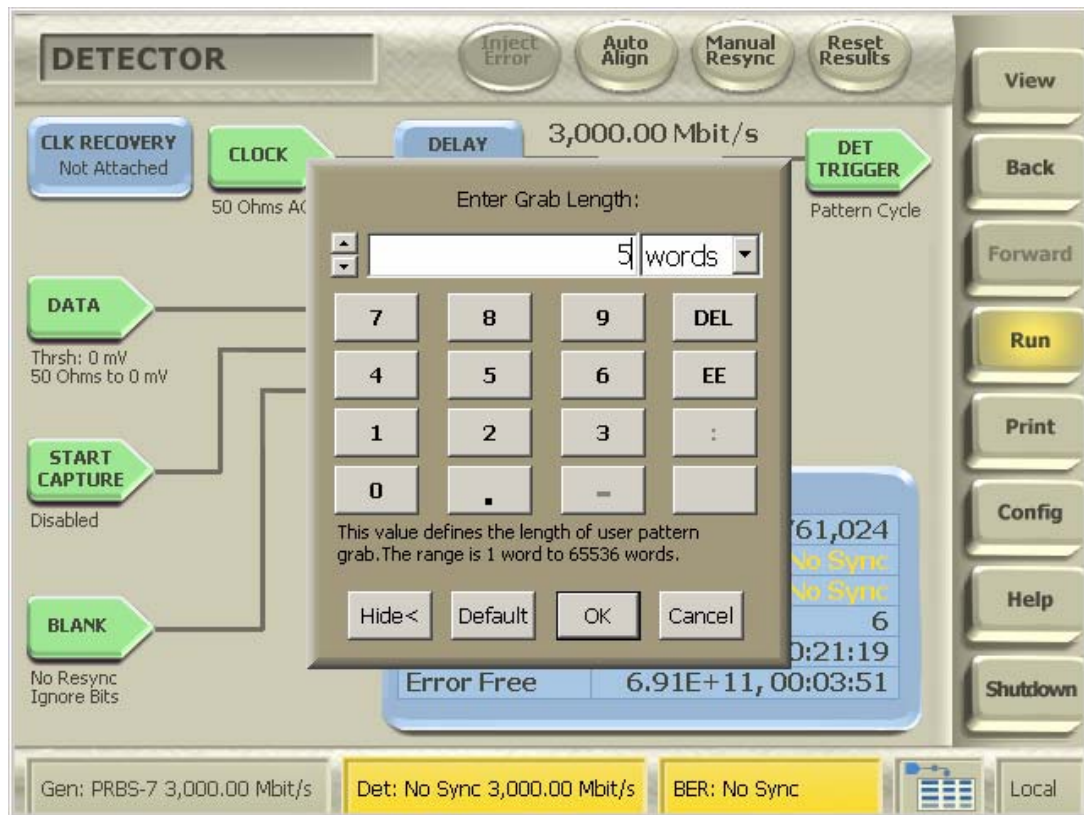 DETECTOR
Inject
Error
Auto
Align
Manual
Resync
Reset
Results
View
Back
Forward
Run
Print
Config
Help
Shutdown
CLK RECOVERY
Not Attached
CLOCK
50 Ohms AC
DELAY
3,000.00 Mbit/s
DET
TRIGGER
Pattern Cycle
DATA
Thrsh: 0 mV
50 Ohms to 0 mV
START
CAPTURE
Disabled
BLANK
No Resync
Ignore Bits
Enter Grab Length:
5 words
7 8 9 DEL
4 5 6 EE
1 2 3 :
0 . -
This value defines the length of user pattern
grab.The range is 1 word to 65536 words.
Hide< Default OK Cancel
761,024
No Sync
No Sync
6
0:21:19
Error Free 6.91E+11, 00:03:51
Gen: PRBS-7 3,000.00 Mbit/s
Det: No Sync 3,000.00 Mbit/s
BER: No Sync
Local